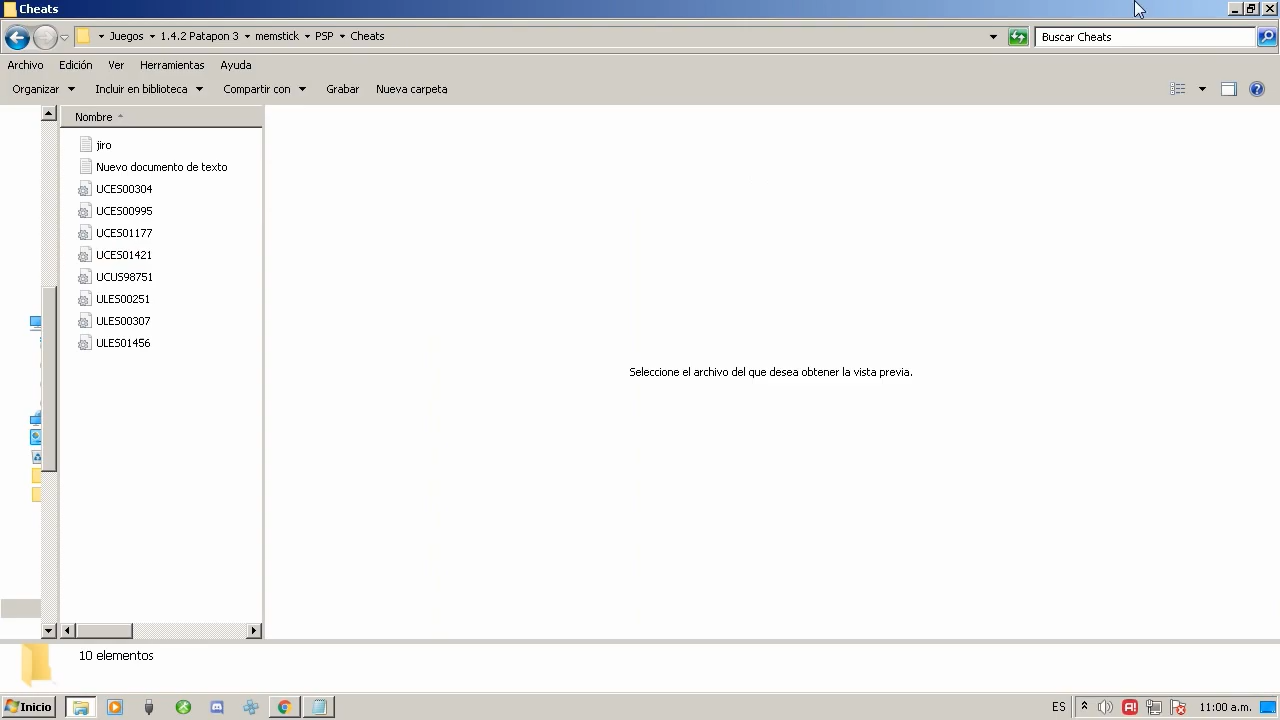 Cheats
Juegos
1.4.2 Patapon 3
memstick
PSP
Cheats
Buscar Cheats
Archivo
Edición
Ver
Herramientas
Ayuda
Organizar
Incluir en biblioteca
Compartir con
Grabar
Nueva carpeta
Nombre
jiro
Nuevo documento de texto
UCES00304
UCES00995
UCES01177
UCES01421
UCUS98751
ULES00251
ULES00307
ULES01456
Seleccione el archivo del que desea obtener la vista previa.
10 elementos
Inicio
ES
11:00 a.m.